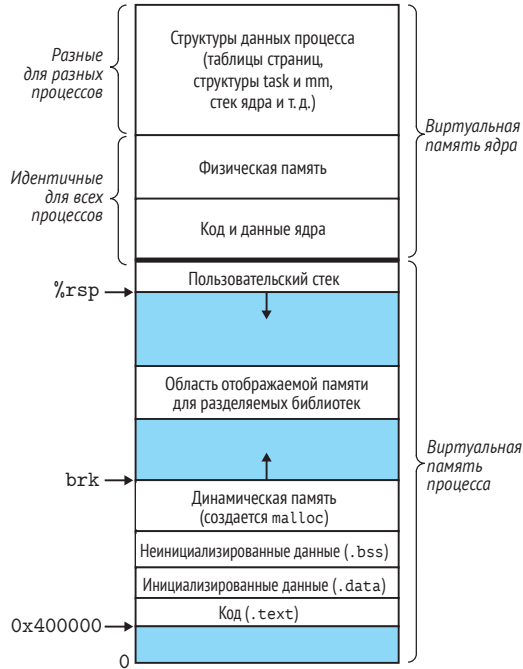 Структуры данных процесса
(таблицы страниц,
структуры task и mm,
стек ядра и т. д.)
Разные
для разных
процессов
Виртуальная
память ядра
Физическая память
Идентичные
для всех
процессов
Код и данные ядра
Пользовательский стек
%rsp
Область отображаемой памяти
для разделяемых библиотек
Виртуальная
память
процесса
brk
Динамическая память
(создается malloc)
Неинициализированные данные (.bss)
Инициализированные данные (.data)
Код (.text)
0x400000
0